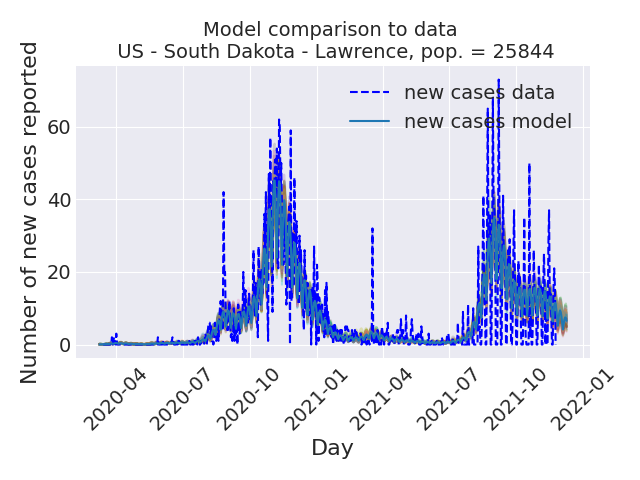 Model comparison to data
US - South Dakota - Lawrence, pop. = 25844
Number of new cases reported
60
40
20
0
new cases data
new cases model
2020-04
2020-07
2020-10
2021-01
2021-04
2021-07
2021-10
2022-01
Day